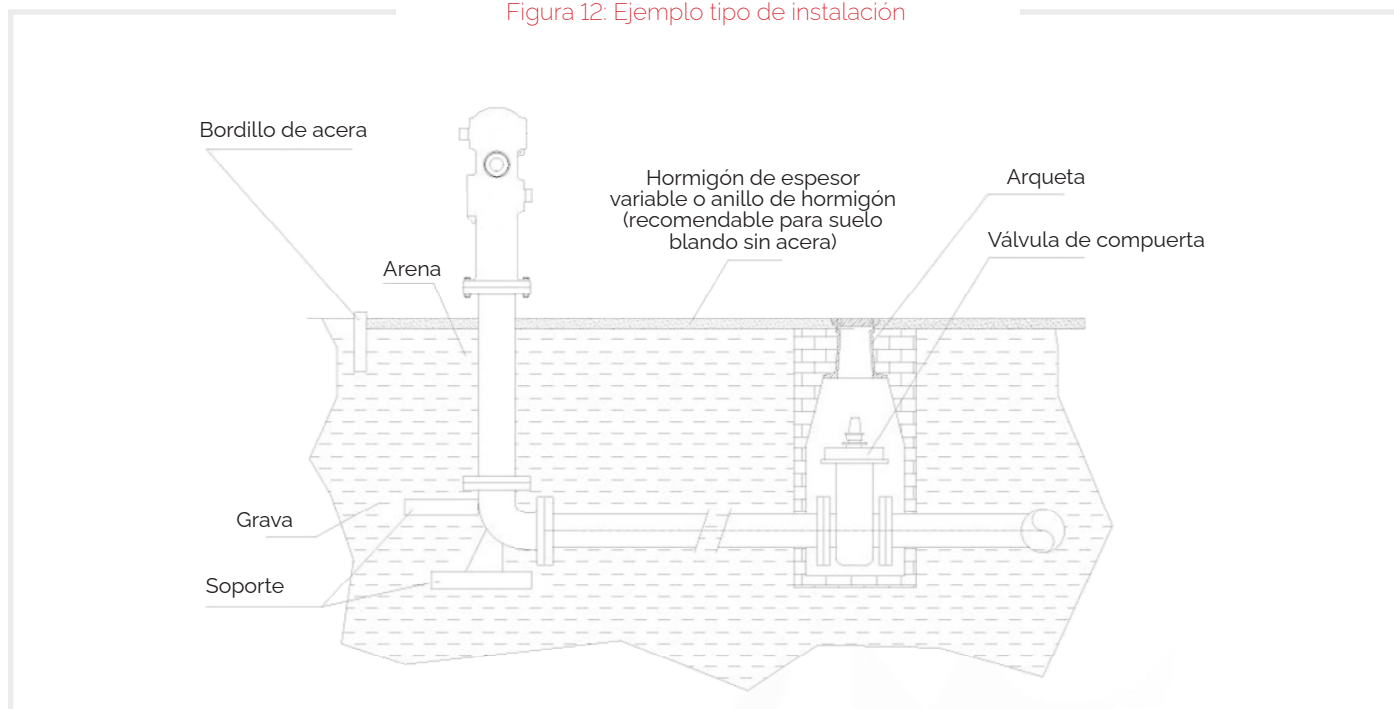 Figura 12: Ejemplo tipo de instalación
Bordillo de acera
Hormigón de espesor
variable o anillo de hormigón
(recomendable para suelo
blando sin acera)
Arqueta
Válvula de compuerta
Arena
Grava
Soporte